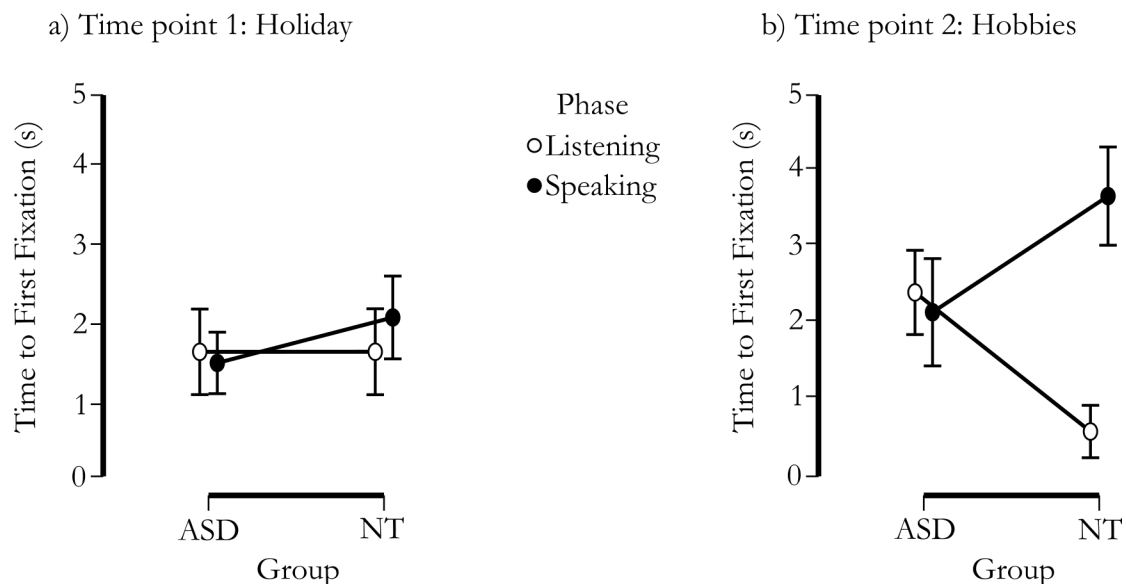 a) Time point 1: Holiday
Time to First Fixation (s)
5
4
3
2
1
0
ASD
NT
Group
Phase
Listening
Speaking
b) Time point 2: Hobbies
Time to First Fixation (s)
5
4
3
2
1
0
ASD
NT
Group